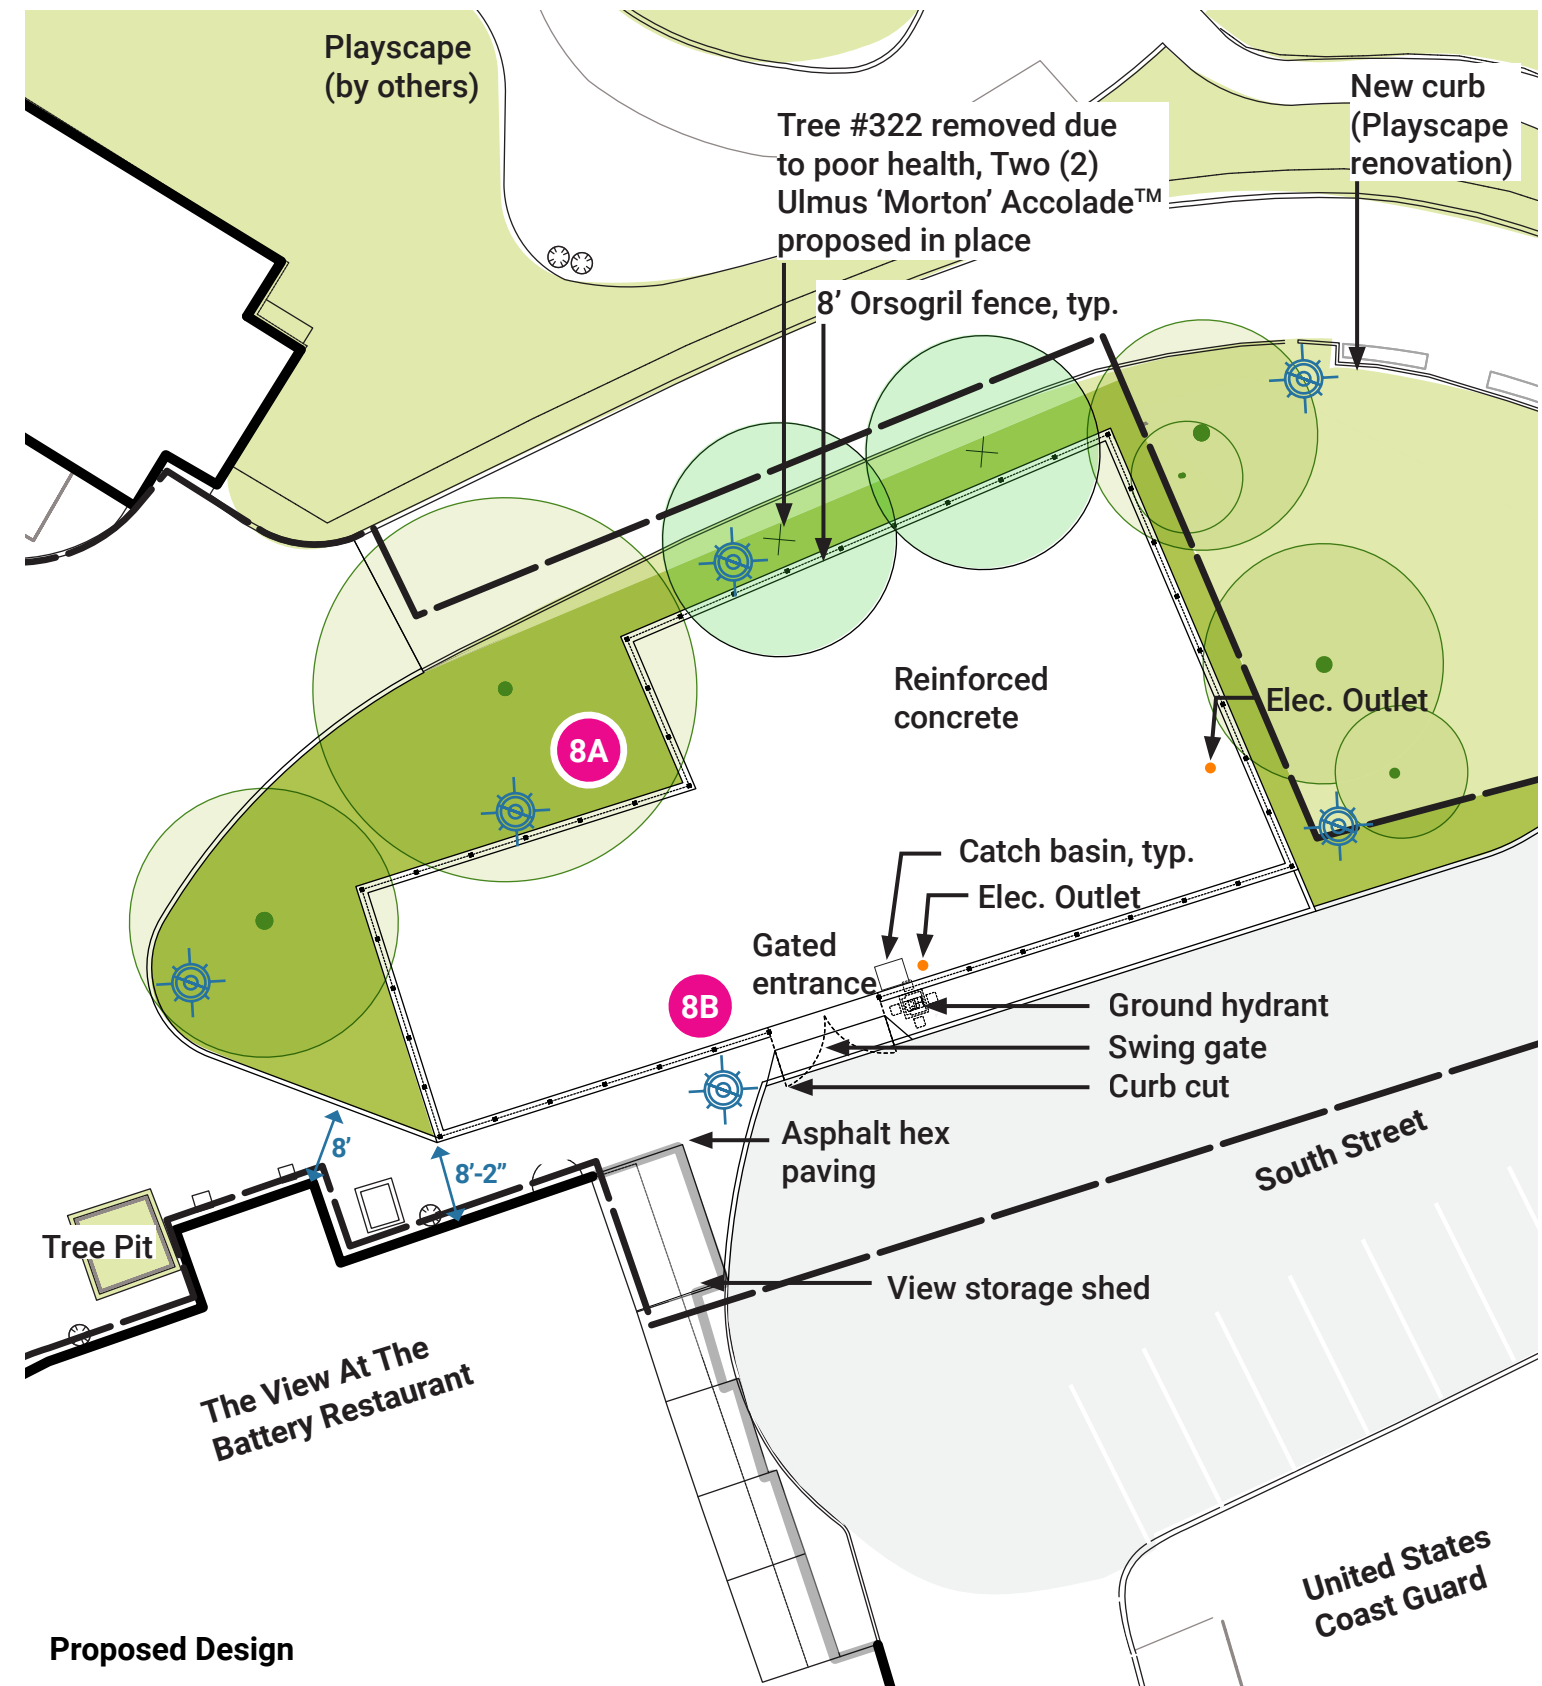 Playscape
(by others)
New curb
(Playscape
renovation)
Tree #322 removed due
to poor health, Two (2)
Ulmus ‘Morton’ Accolade™
proposed in place
8’ Orsogril fence, typ.
Reinforced
concrete
Elec. Outlet
8A
Catch basin, typ.
Elec. Outlet
Gated
entrance
8B
Ground hydrant
Swing gate
Curb cut
Asphalt hex
paving
8’
8’-2”
South Street
Tree Pit
View storage shed
The View At The
Battery Restaurant
United States
Coast Guard
Proposed Design